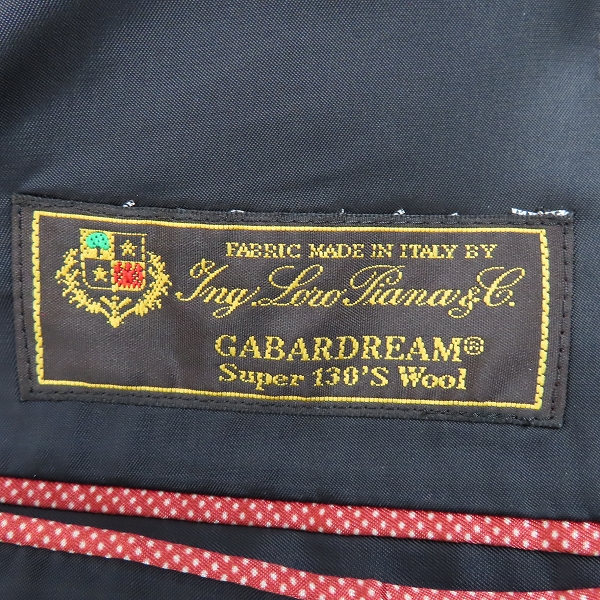 FABRIC MADE IN ITALY BY
Ing. Loro Piana & C.
GABARDREAM®
Super 130'S Wool